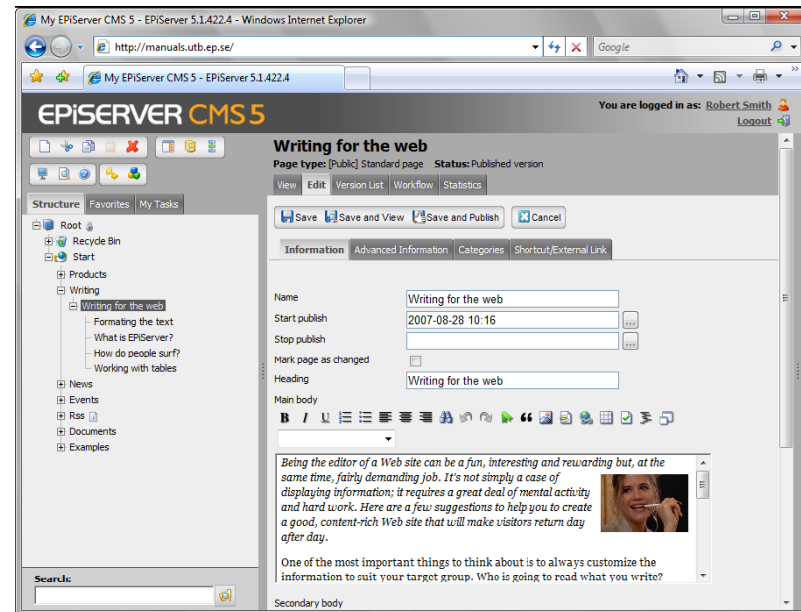 My EPiServer CMS 5 - EPiServer 5.1.422.4 - Windows Internet Explorer
http://manuals.utb.ep.se/
Google
My EPiServer CMS 5 - EPiServer 5.1.422.4
EPiSERVER CMS 5
You are logged in as: Robert Smith
Logout
Structure Favorites My Tasks
Root
Recycle Bin
Start
Products
Writing
Writing for the web
Formating the text
What is EPiServer?
How do people surf?
Working with tables
News
Events
Rss
Documents
Examples
Search:
Writing for the web
Page type: [Public] Standard page Status: Published version
View Edit Version List Workflow Statistics
Save Save and View Save and Publish Cancel
Information Advanced Information Categories Shortcut/External Link
Name Writing for the web
Start publish 2007-08-28 10:16 ...
Stop publish ...
Mark page as changed
Heading Writing for the web
Main body
B I U
Being the editor of a Web site can be a fun, interesting and rewarding but, at the
same time, fairly demanding job. It's not simply a case of
displaying information; it requires a great deal of mental activity
and hard work. Here are a few suggestions to help you to create
a good, content-rich Web site that will make visitors return day
after day.
One of the most important things to think about is to always customize the
information to suit your target group. Who is going to read what you write?
Secondary body